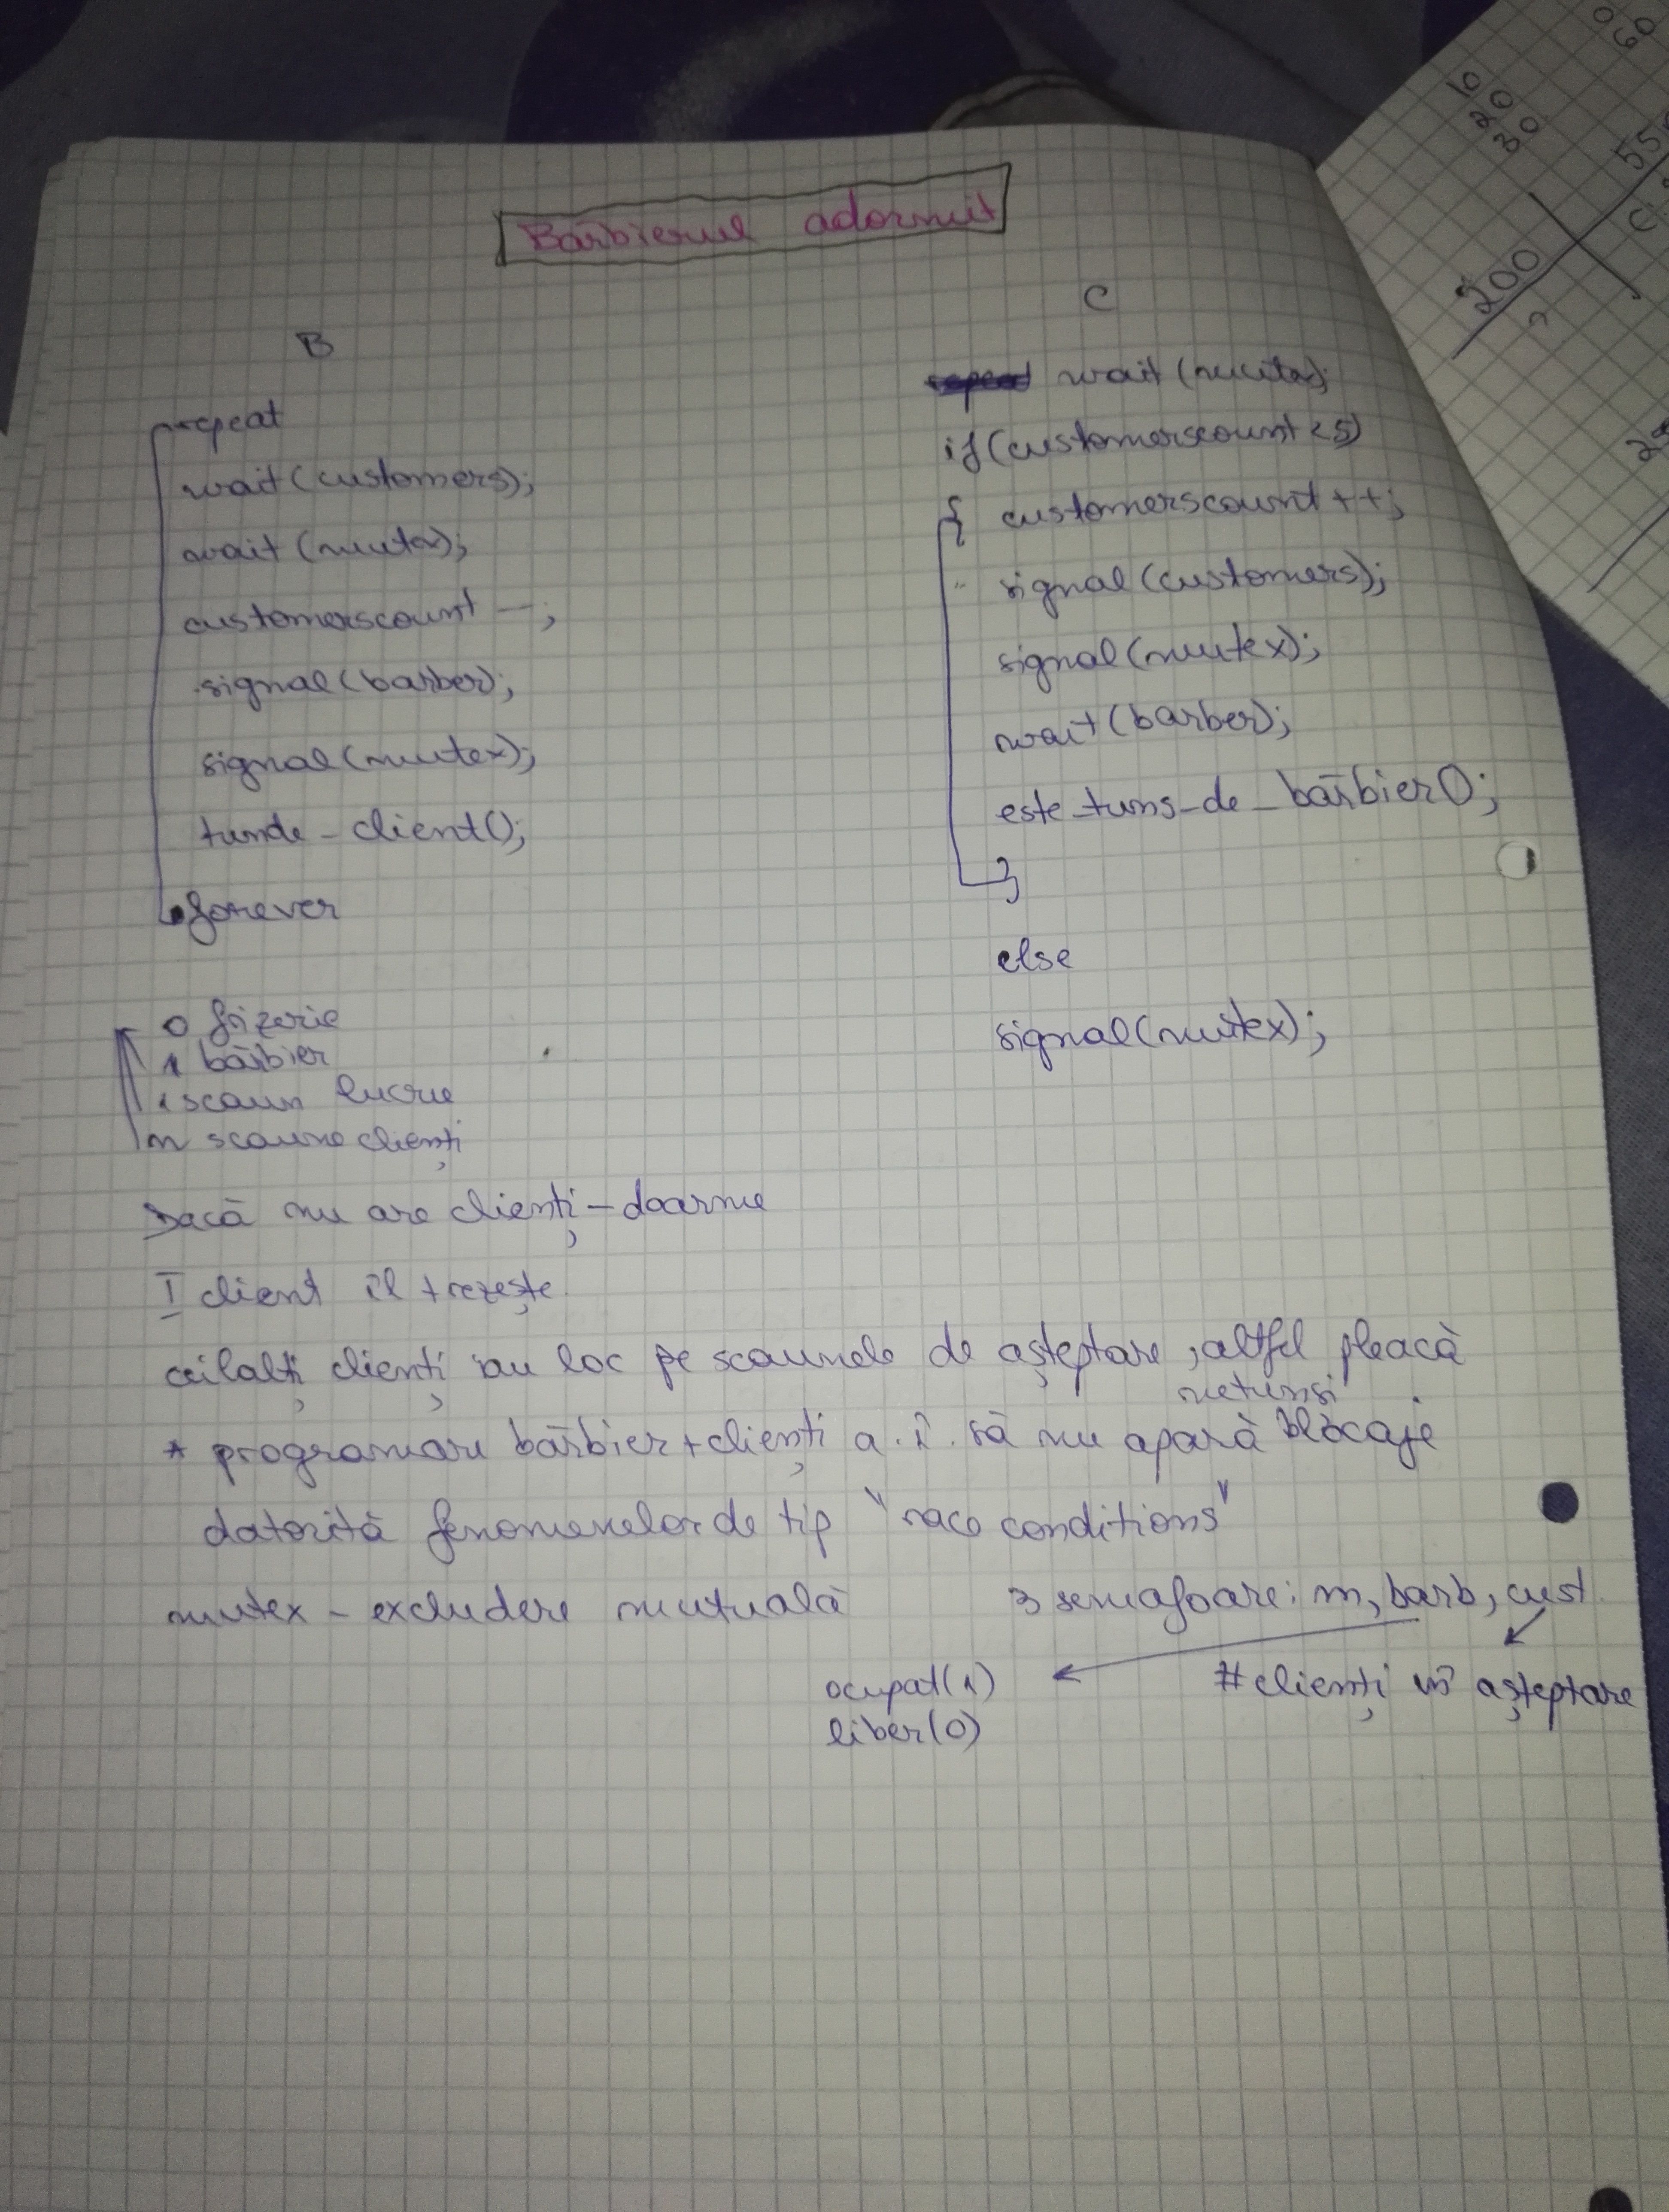 Bărbierul adormit
B
repeat
wait(customers);
wait(mutex);
customerscount --;
signal(barber);
signal(mutex);
tunde_client();
forever
C
wait(mutex);
if(customerscount<5)
{ customerscount++;
signal(customers);
signal(mutex);
wait(barber);
este_tuns_de_bărbier();
}
else
signal(mutex);
o frizerie
1 bărbier
1 scaun lucru
n scaune clienți
Dacă nu are clienți - doarme
I client îl trezește
ceilalți clienți iau loc pe scaunele de așteptare, altfel pleacă
netunși
* programare bărbier + clienți a.î. să nu apară blocaje
datorită fenomenelor de tip "race conditions"
mutex - excludere mutuală 3 semafoare: m, barb, cust
ocupat(1) #clienți în așteptare
liber(0)
10
20
30
0
60
200
55